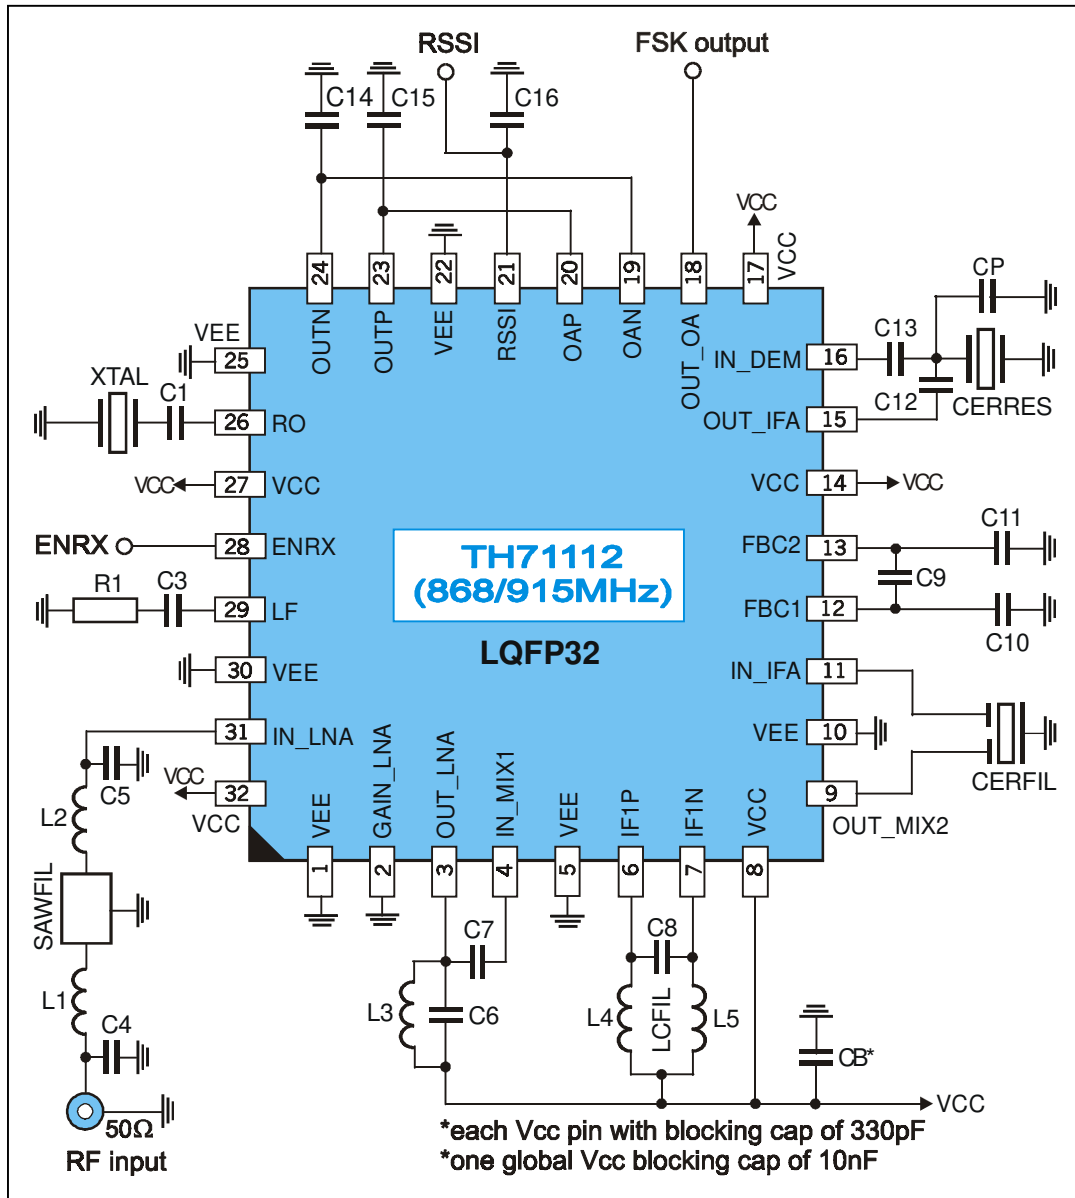 RSSI
FSK output
C14
C15
C16
VCC
VCC
24
23
22
21
20
19
18
17
OUTN
OUTP
VEE
RSSI
OAP
OAN
OUT_OA
CP
C13
C12
CERRES
VEE
25
IN_DEM
16
XTAL
C1
26
RO
OUT_IFA
15
VCC
27
VCC
VCC
14
VCC
ENRX
28
ENRX
FBC2
13
C11
C9
TH71112
(868/915MHz)
LQFP32
R1
C3
29
LF
FBC1
12
C10
30
VEE
IN_IFA
11
31
IN_LNA
VEE
10
CERFIL
C5
VCC
32
VCC
9
OUT_MIX2
L2
VEE
GAIN_LNA
OUT_LNA
IN_MIX1
VEE
IF1P
IF1N
VCC
1
2
3
4
5
6
7
8
SAWFIL
L1
C4
50Ω
RF input
C7
L3
C6
C8
L4
LCFIL
L5
CB*
VCC
*each Vcc pin with blocking cap of 330pF
*one global Vcc blocking cap of 10nF